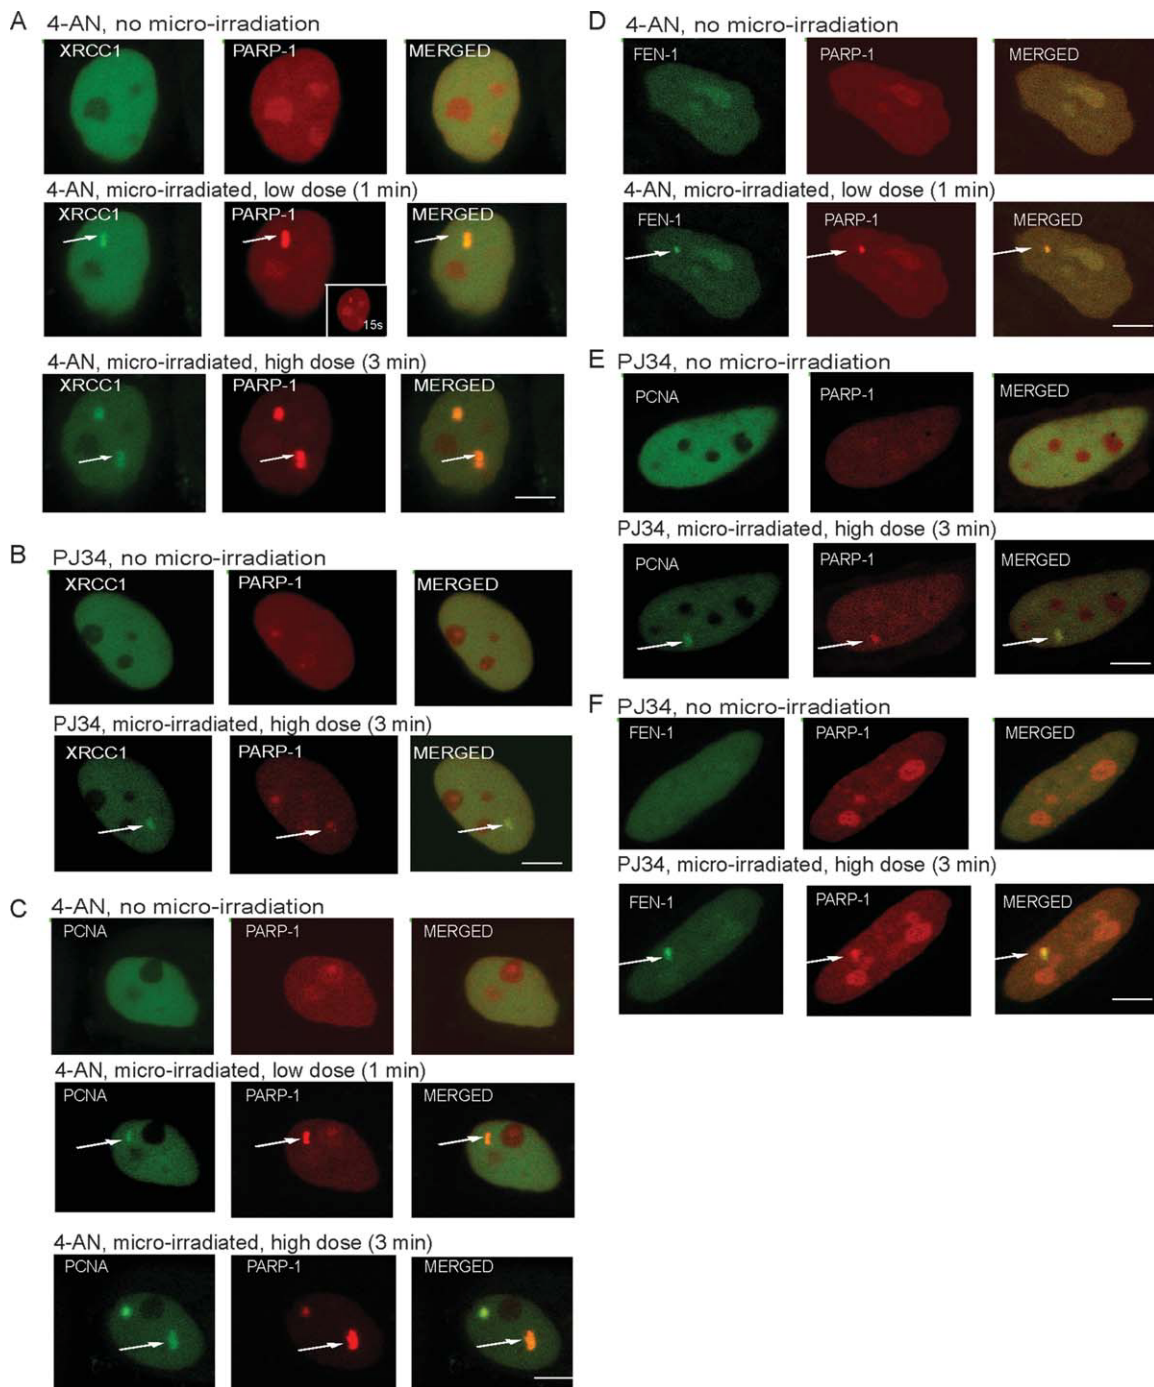 A 4-AN, no micro-irradiation
XRCC1 PARP-1 MERGED
4-AN, micro-irradiated, low dose (1 min)
XRCC1 PARP-1 MERGED
15s
4-AN, micro-irradiated, high dose (3 min)
XRCC1 PARP-1 MERGED
B PJ34, no micro-irradiation
XRCC1 PARP-1 MERGED
PJ34, micro-irradiated, high dose (3 min)
XRCC1 PARP-1 MERGED
C 4-AN, no micro-irradiation
PCNA PARP-1 MERGED
4-AN, micro-irradiated, low dose (1 min)
PCNA PARP-1 MERGED
4-AN, micro-irradiated, high dose (3 min)
PCNA PARP-1 MERGED
D 4-AN, no micro-irradiation
FEN-1 PARP-1 MERGED
4-AN, micro-irradiated, low dose (1 min)
FEN-1 PARP-1 MERGED
E PJ34, no micro-irradiation
PCNA PARP-1 MERGED
PJ34, micro-irradiated, high dose (3 min)
PCNA PARP-1 MERGED
F PJ34, no micro-irradiation
FEN-1 PARP-1 MERGED
PJ34, micro-irradiated, high dose (3 min)
FEN-1 PARP-1 MERGED